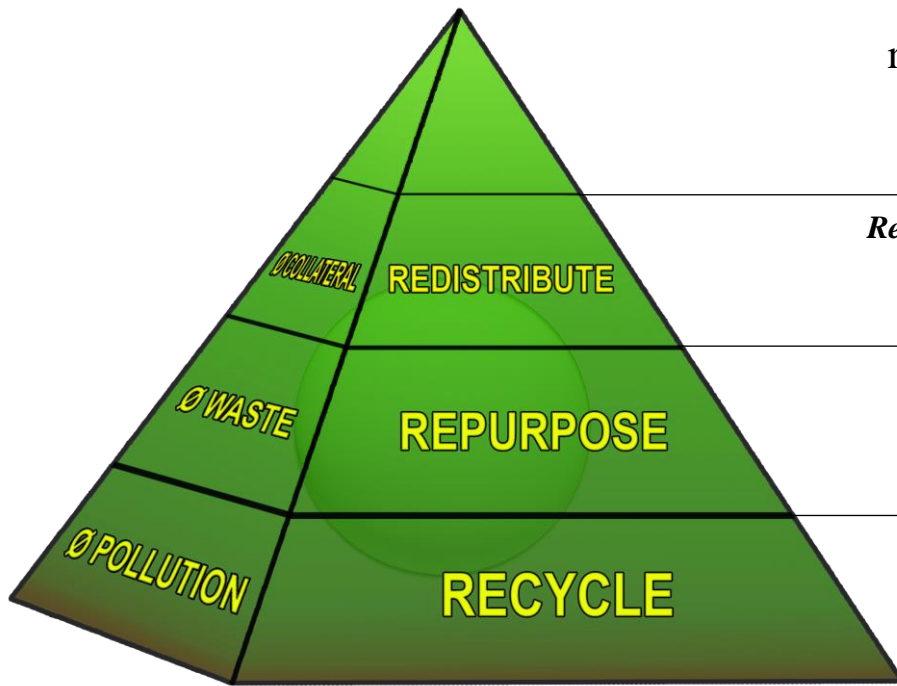 Ø COLLATERAL
REDISTRIBUTE
Ø WASTE
REPURPOSE
Ø POLLUTION
RECYCLE